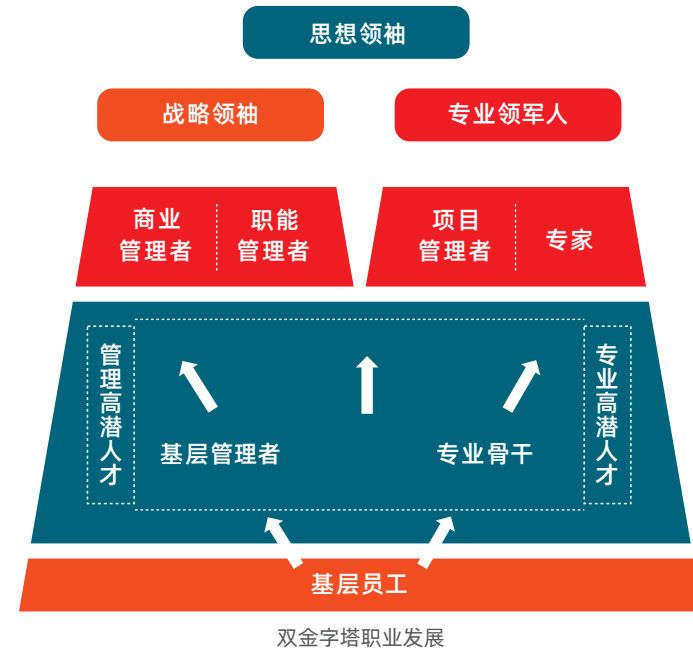 思想领袖
战略领袖
专业领军人
商业
管理者
职能
管理者
项目
管理者
专家
管理高潜人才
基层管理者
专业骨干
专业高潜人才
基层员工
双金字塔职业发展